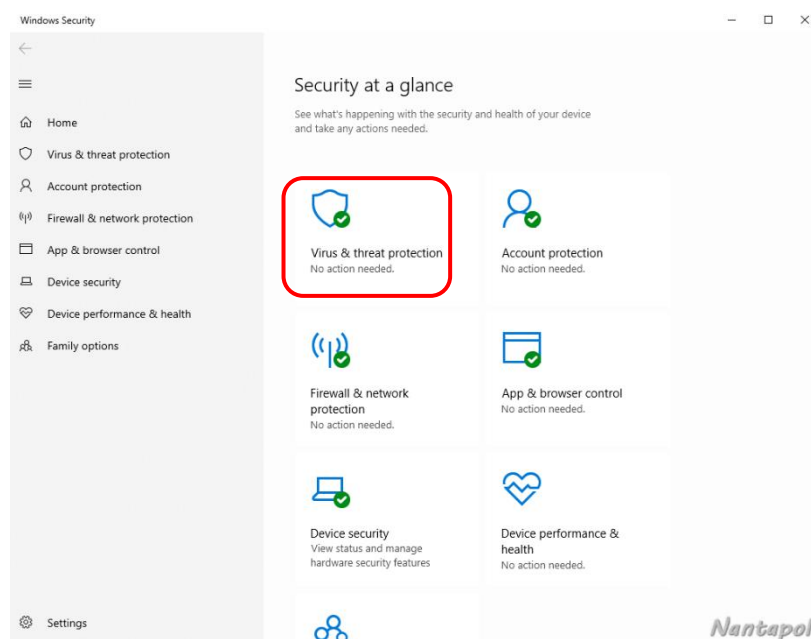 Windows Security
Home
Virus & threat protection
Account protection
Firewall & network protection
App & browser control
Device security
Device performance & health
Family options
Settings
Security at a glance
See what's happening with the security and health of your device
and take any actions needed.
Virus & threat protection
No action needed.
Account protection
No action needed.
Firewall & network
protection
No action needed.
App & browser control
No action needed.
Device security
View status and manage
hardware security features
Device performance &
health
No action needed.
Nantapol